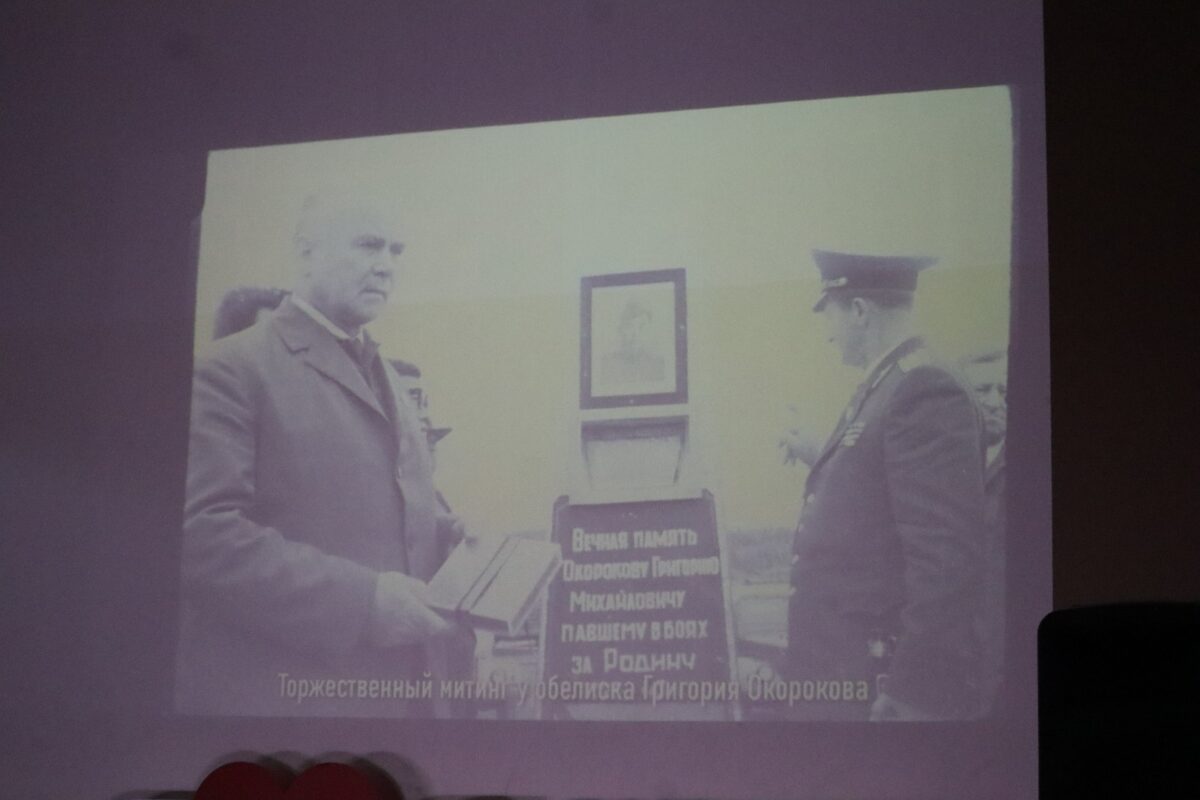 Вечная память
Окорокову Григорию
Михайловичу
павшему в боях
за Родину
Торжественный митинг у обелиска Григория Окорокова